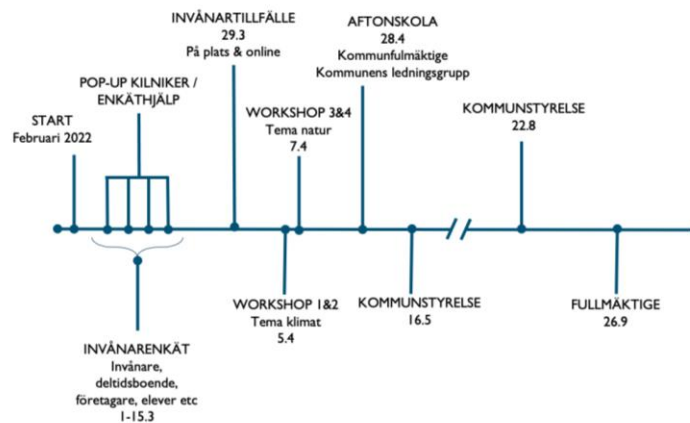 START
Februari 2022
POP-UP KILNIKER /
ENKÄTHJÄLP
INVÅNARENKÄT
Invånare,
deltidsboende,
företagare, elever etc
1-15.3
INVÅNARTILLFÄLLE
29.3
På plats & online
WORKSHOP 1&2
Tema klimat
5.4
WORKSHOP 3&4
Tema natur
7.4
AFTONSKOLA
28.4
Kommunfulmäktige
Kommunens ledningsgrupp
KOMMUNSTYRELSE
16.5
KOMMUNSTYRELSE
22.8
FULLMÄKTIGE
26.9